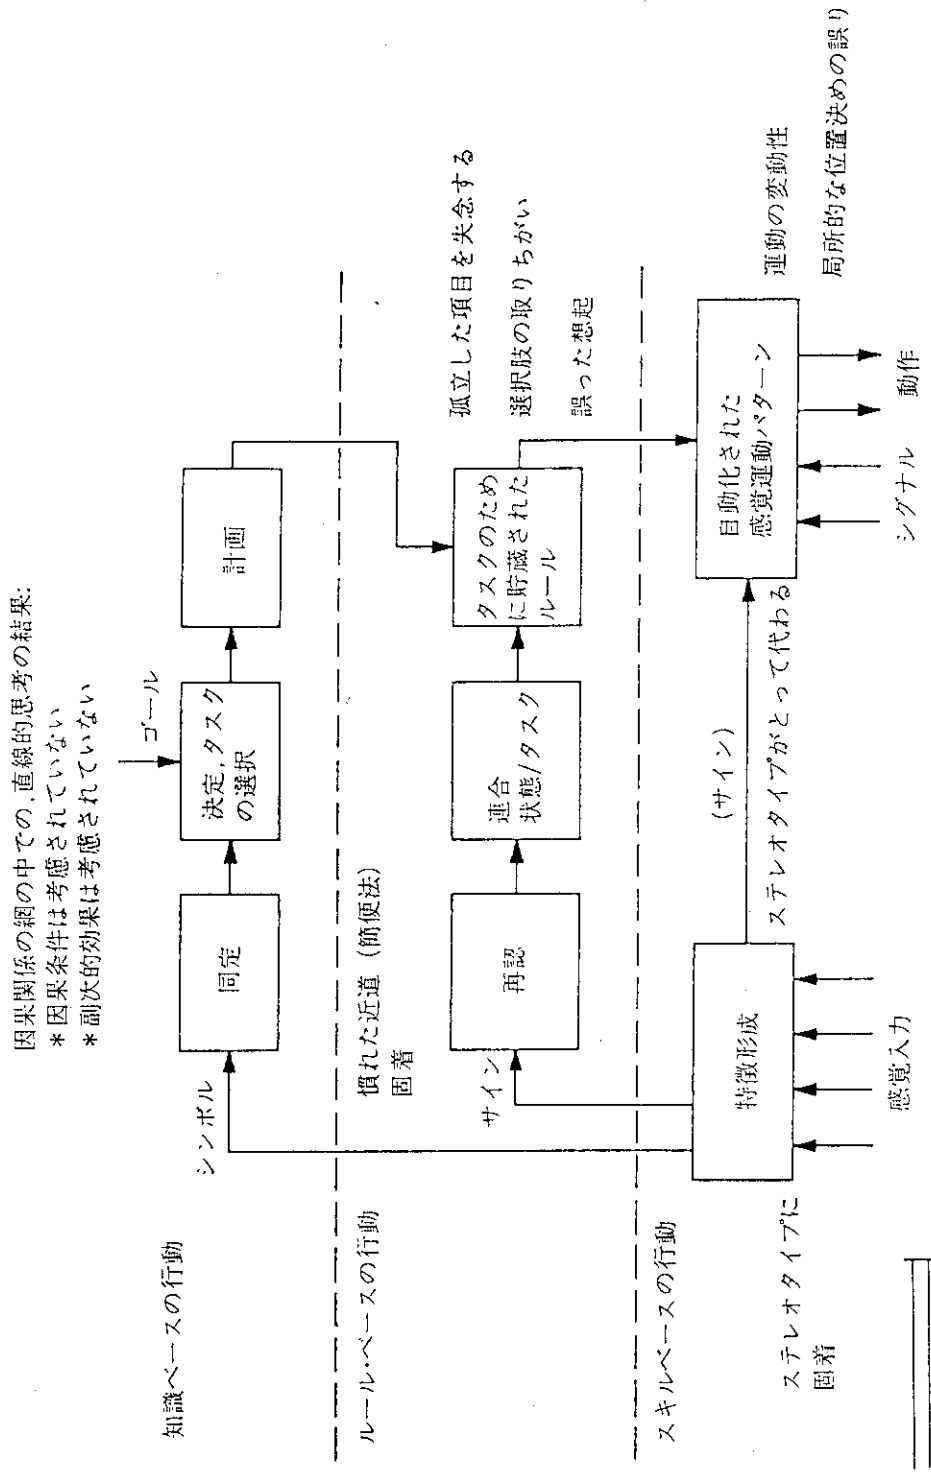 因果関係の網の中での,直線的思考の結果:
*因果条件は考慮されていない
*副次的効果は考慮されていない
ゴール
知識ベースの行動
シンボル
同定
決定,タスク
の選択
計画
ルール・ベースの行動
慣れた近道(簡便法)
固着
サイン
再認
連合
状態/タスク
タスクのため
に貯蔵された
ルール
孤立した項目を失念する
選択肢の取りちがい
誤った想起
スキルベースの行動
ステレオタイプに
固着
特徴形成
(サイン)
ステレオタイプがとって代わる
自動化された
感覚運動パターン
運動の変動性
局所的な位置決めの誤り
感覚入力
シグナル
動作